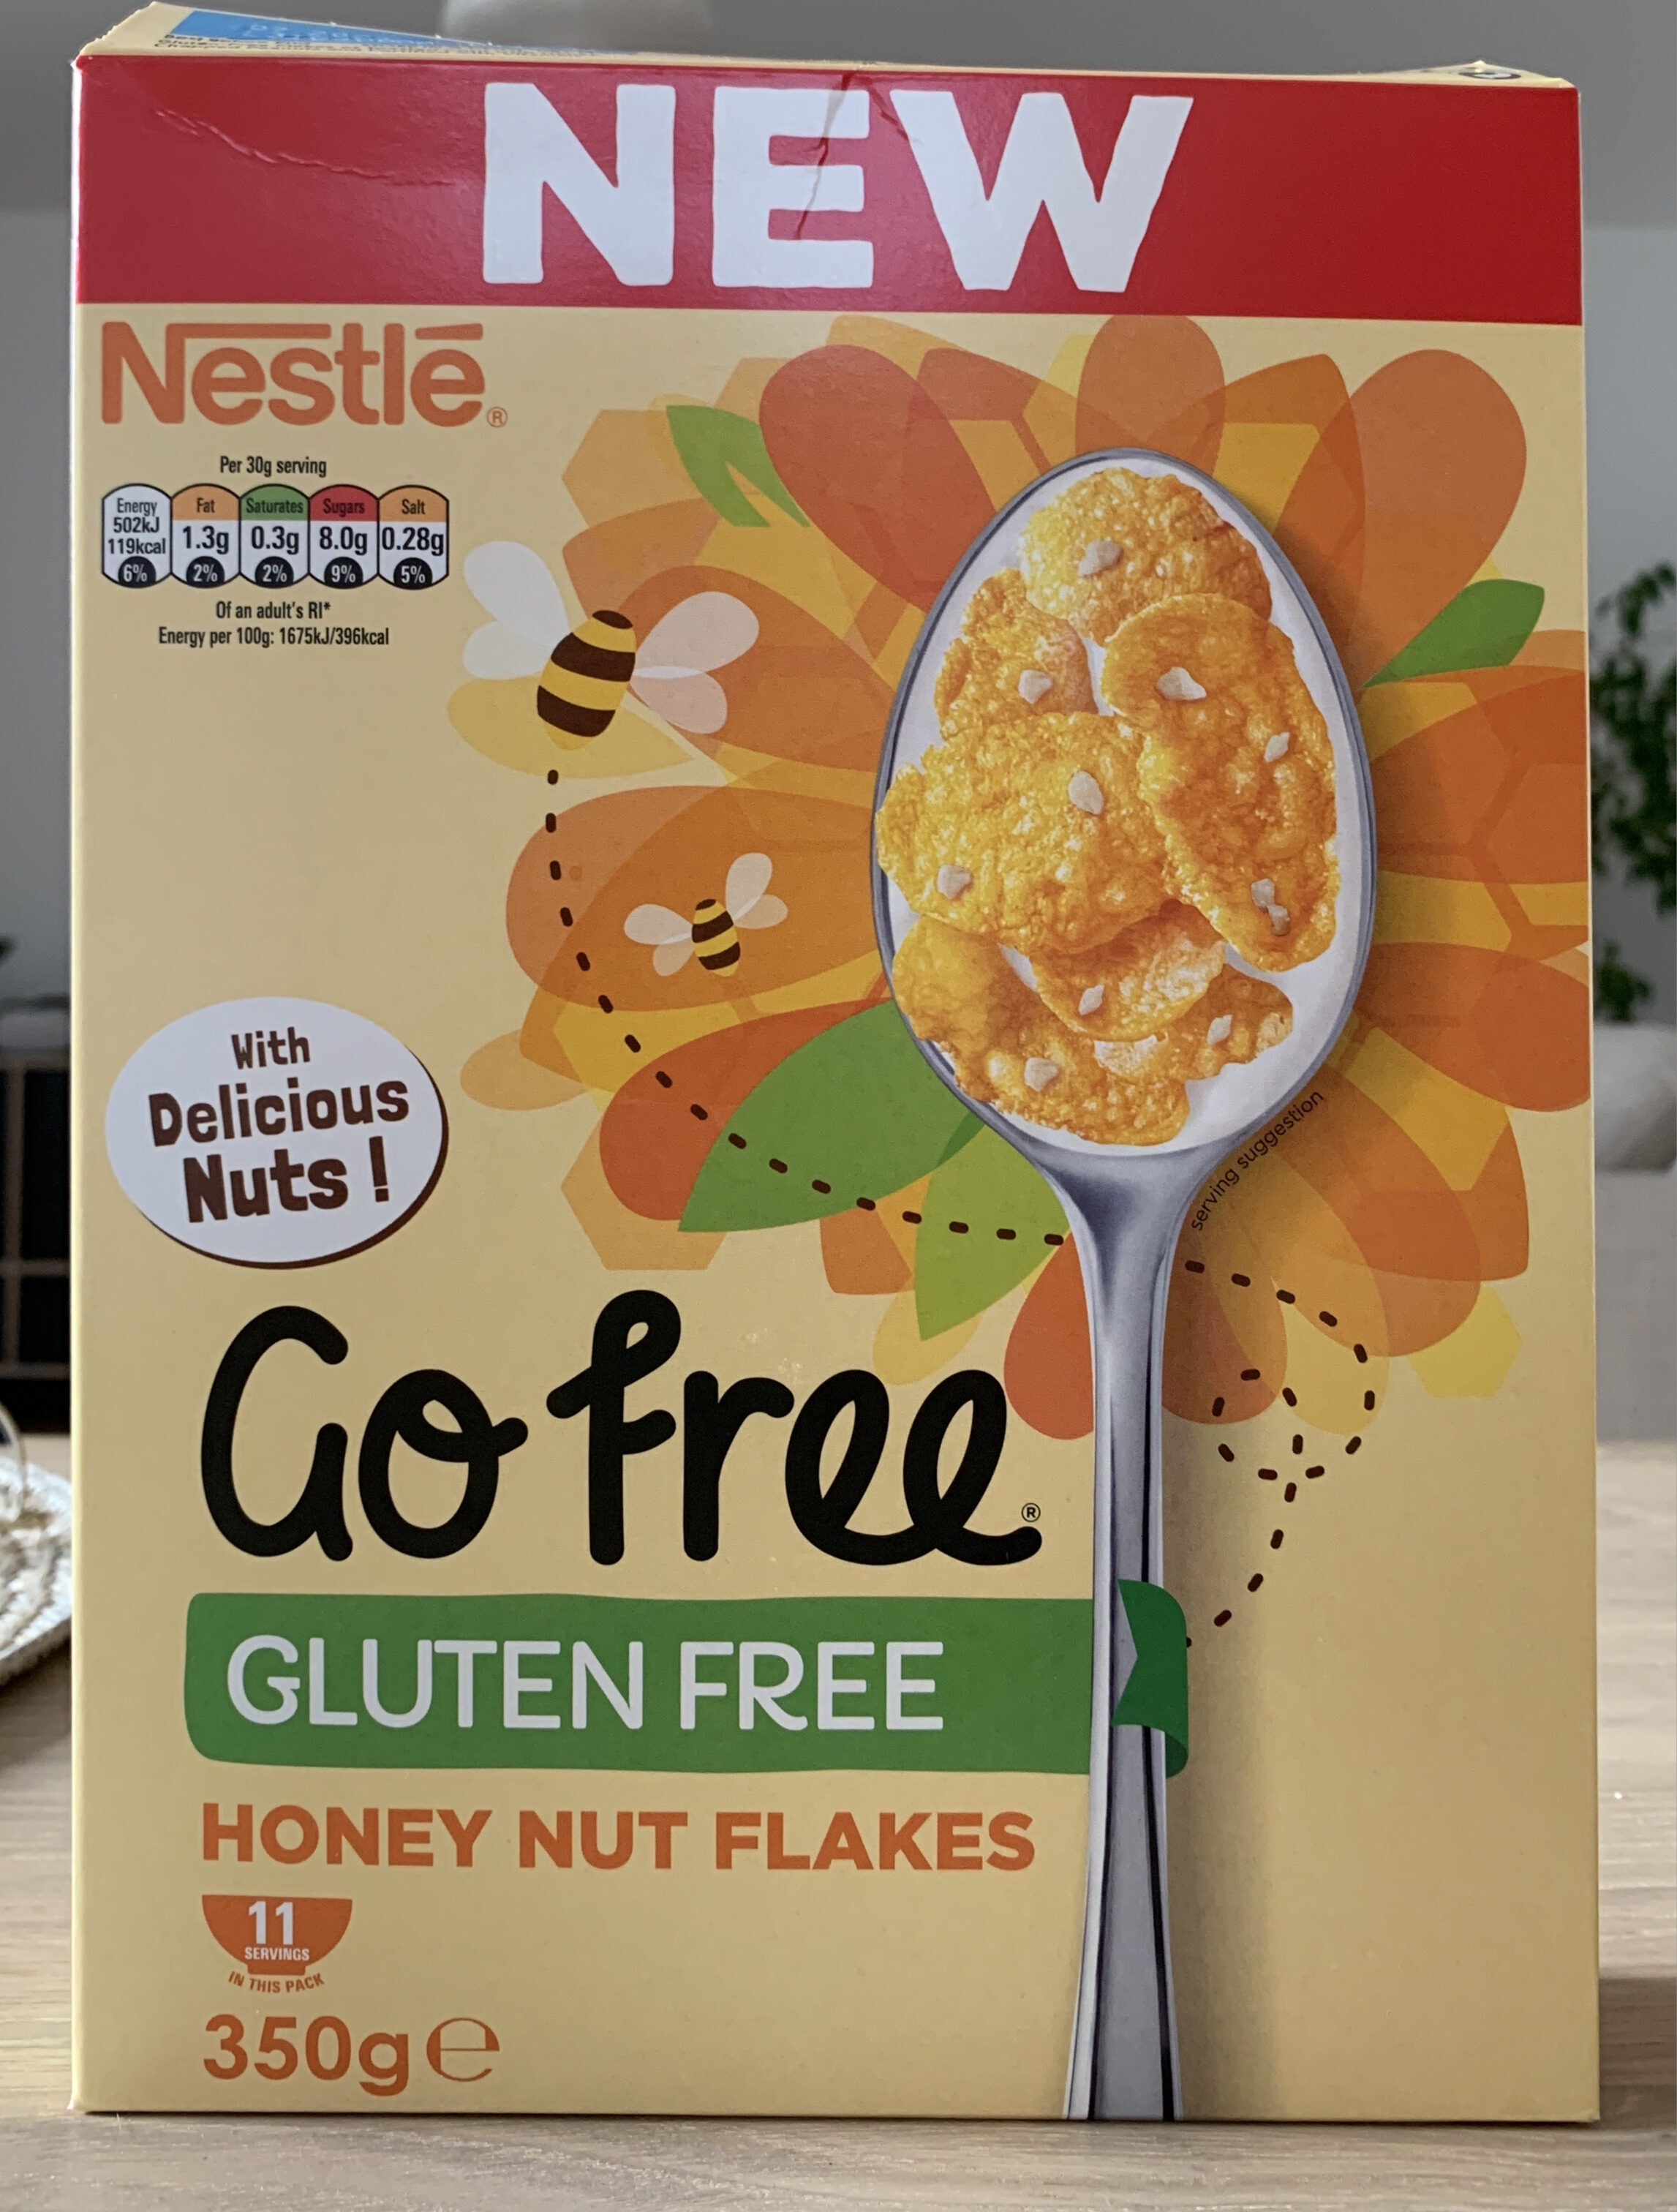 NEW
Nestlé®
Per 30g serving
Energy 502kJ 119kcal 6%
Fat 1.3g 2%
Saturates 0.3g 2%
Sugars 8.0g 9%
Salt 0.28g 5%
Of an adult's RI*
Energy per 100g: 1675kJ/396kcal
With
Delicious
Nuts!
serving suggestion
Go free®
GLUTEN FREE
HONEY NUT FLAKES
11
SERVINGS
IN THIS PACK
350g℮